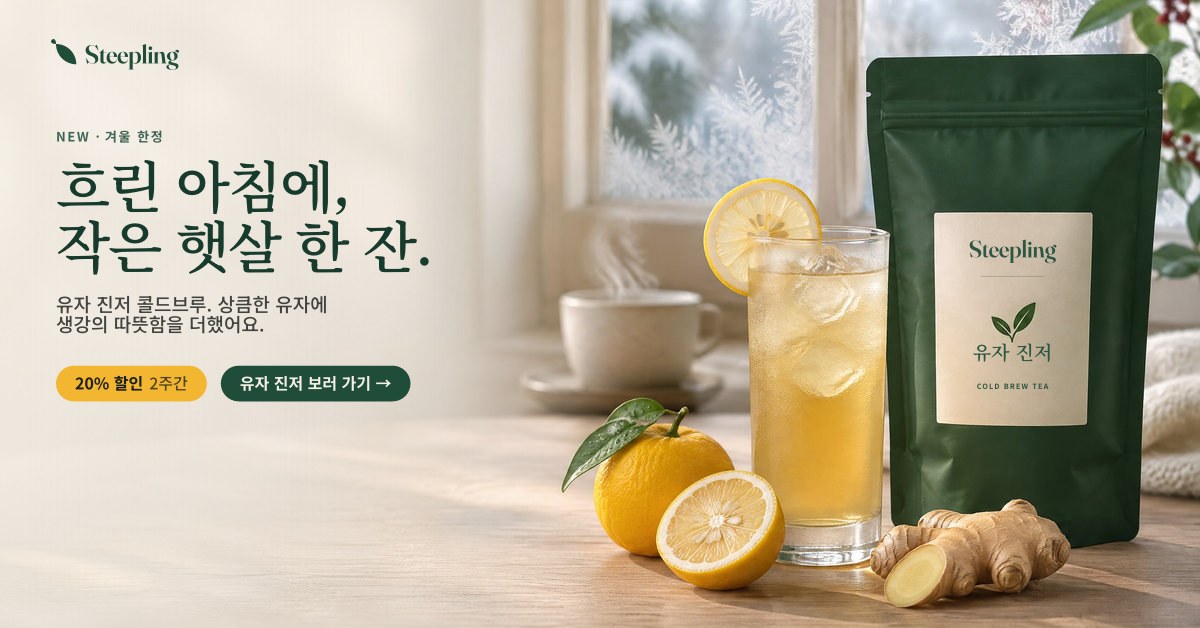 Steepling
NEW · 겨울 한정
흐린 아침에,
작은 햇살 한 잔.
유자 진저 콜드브루. 상큼한 유자에
생강의 따뜻함을 더했어요.
20% 할인 2주간
유자 진저 보러 가기 →
Steepling
유자 진저
COLD BREW TEA